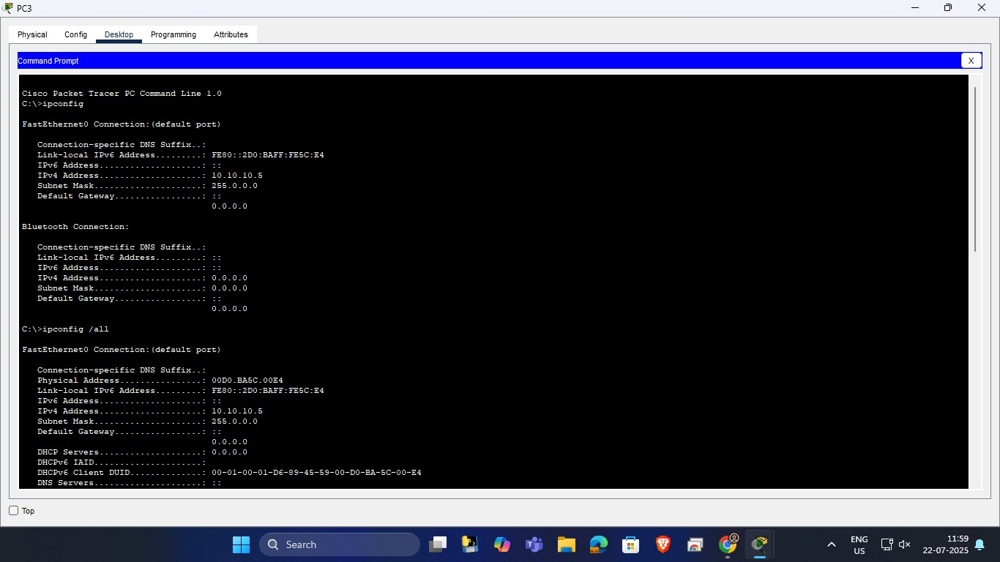 PC3
Physical Config Desktop Programming Attributes
Command Prompt
X
Cisco Packet Tracer PC Command Line 1.0
C:\>ipconfig
FastEthernet0 Connection:(default port)
Connection-specific DNS Suffix..:
Link-local IPv6 Address.........: FE80::2D0:BAFF:FE5C:E4
IPv6 Address....................: ::
IPv4 Address....................: 10.10.10.5
Subnet Mask.....................: 255.0.0.0
Default Gateway.................: ::
0.0.0.0
Bluetooth Connection:
Connection-specific DNS Suffix..:
Link-local IPv6 Address.........: ::
IPv6 Address....................: ::
IPv4 Address....................: 0.0.0.0
Subnet Mask.....................: 0.0.0.0
Default Gateway.................: ::
0.0.0.0
C:\>ipconfig /all
FastEthernet0 Connection:(default port)
Connection-specific DNS Suffix..:
Physical Address................: 00D0.BA5C.00E4
Link-local IPv6 Address.........: FE80::2D0:BAFF:FE5C:E4
IPv6 Address....................: ::
IPv4 Address....................: 10.10.10.5
Subnet Mask.....................: 255.0.0.0
Default Gateway.................: ::
0.0.0.0
DHCP Servers....................: 0.0.0.0
DHCPv6 IAID.....................:
DHCPv6 Client DUID..............: 00-01-00-01-D6-89-45-59-00-D0-BA-5C-00-E4
DNS Servers.....................: ::
Top
Search
ENG
US
11:59
22-07-2025